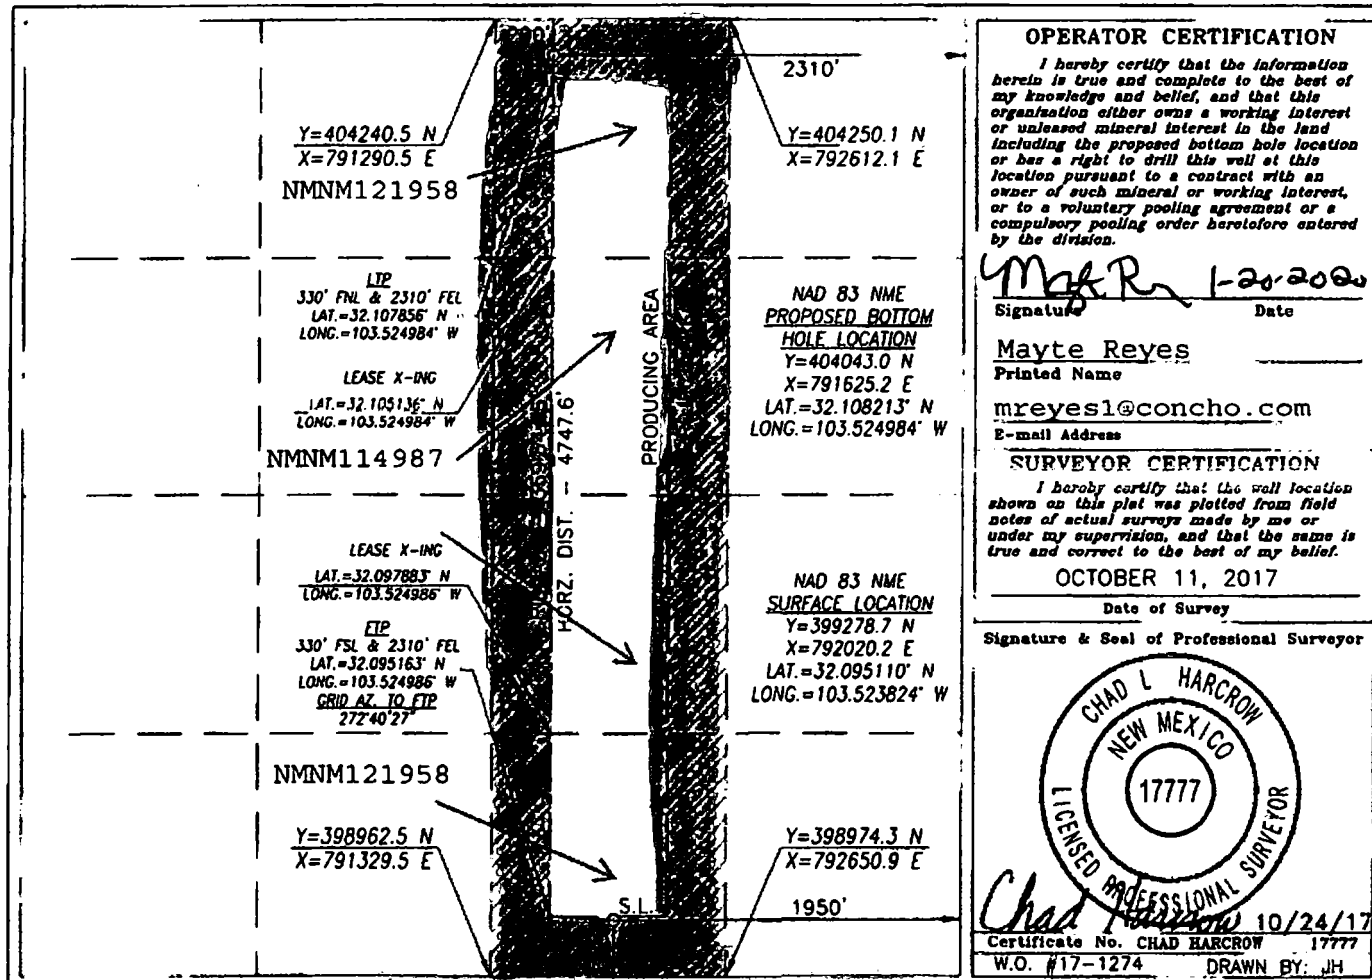 200'
2310'
Y=404240.5 N
X=791290.5 E
Y=404250.1 N
X=792612.1 E
NMNM121958
LTP
330' FNL & 2310' FEL
LAT.=32.107856° N
LONG.=103.524984° W
LEASE X-ING
LAT.=32.105136° N
LONG.=103.524984° W
NMNM114987
HORZ. DIST. - 4747.6'
PRODUCING AREA
NAD 83 NME
PROPOSED BOTTOM
HOLE LOCATION
Y=404043.0 N
X=791625.2 E
LAT.=32.108213° N
LONG.=103.524984° W
LEASE X-ING
LAT.=32.097883° N
LONG.=103.524986° W
FTP
330' FSL & 2310' FEL
LAT.=32.095163° N
LONG.=103.524986° W
GRID AZ. TO FTP
272°40'27"
NAD 83 NME
SURFACE LOCATION
Y=399278.7 N
X=792020.2 E
LAT.=32.095110° N
LONG.=103.523824° W
NMNM121958
Y=398962.5 N
X=791329.5 E
Y=398974.3 N
X=792650.9 E
S.L.
1950'
OPERATOR CERTIFICATION
I hereby certify that the information
herein is true and complete to the best of
my knowledge and belief, and that this
organization either owns a working interest
or unleased mineral interest in the land
including the proposed bottom hole location
or has a right to drill this well at this
location pursuant to a contract with an
owner of such mineral or working interest,
or to a voluntary pooling agreement or a
compulsory pooling order heretofore entered
by the division.
1-20-2020
Signature Date
Mayte Reyes
Printed Name
mreyes1@concho.com
E-mail Address
SURVEYOR CERTIFICATION
I hereby certify that the well location
shown on this plat was plotted from field
notes of actual surveys made by me or
under my supervision, and that the same is
true and correct to the best of my belief.
OCTOBER 11, 2017
Date of Survey
Signature & Seal of Professional Surveyor
CHAD L HARCROW
NEW MEXICO
17777
LICENSED PROFESSIONAL SURVEYOR
Chad Harcrow 10/24/17
Certificate No. CHAD HARCROW 17777
W.O. #17-1274 DRAWN BY: JH